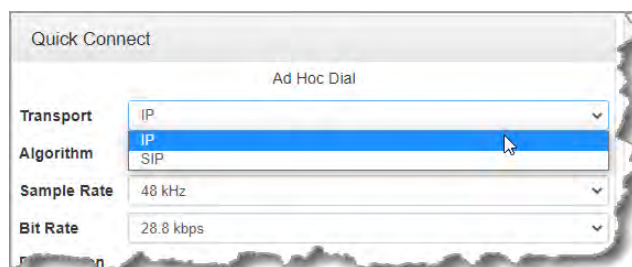 Quick Connect
Ad Hoc Dial
Transport IP
IP
Algorithm
SIP
Sample Rate 48 kHz
Bit Rate 28.8 kbps